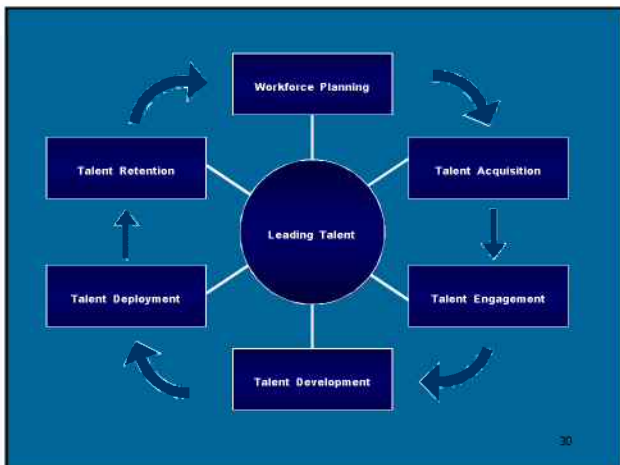 Workforce Planning
Talent Retention
Talent Acquisition
Leading Talent
Talent Deployment
Talent Engagement
Talent Development
30